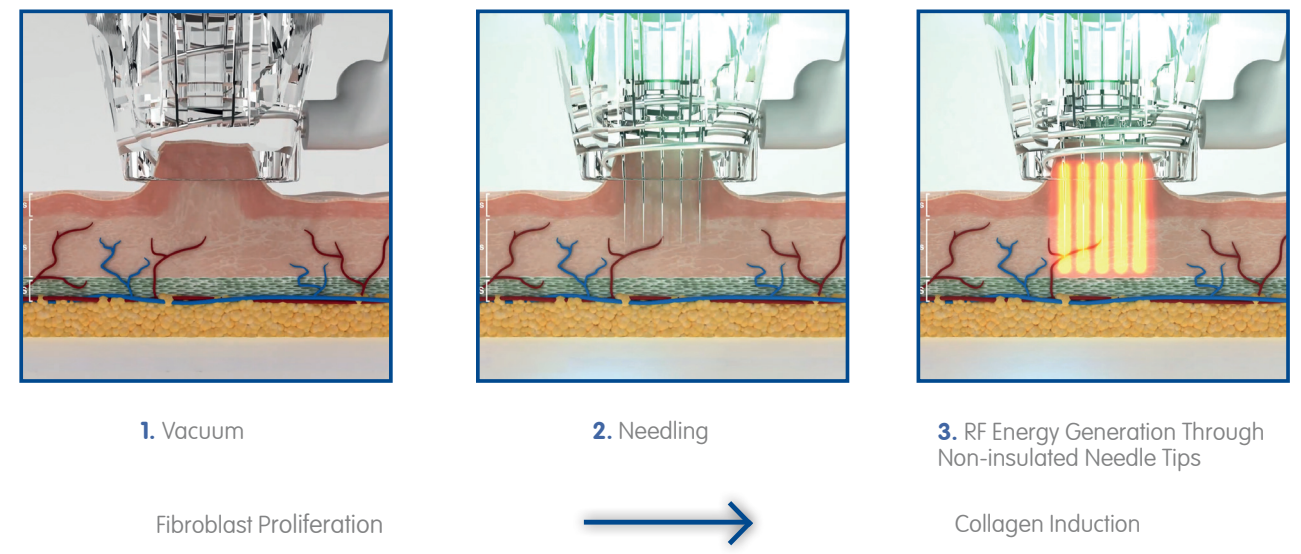 1. Vacuum
2. Needling
3. RF Energy Generation Through
Non-insulated Needle Tips
Fibroblast Proliferation
Collagen Induction